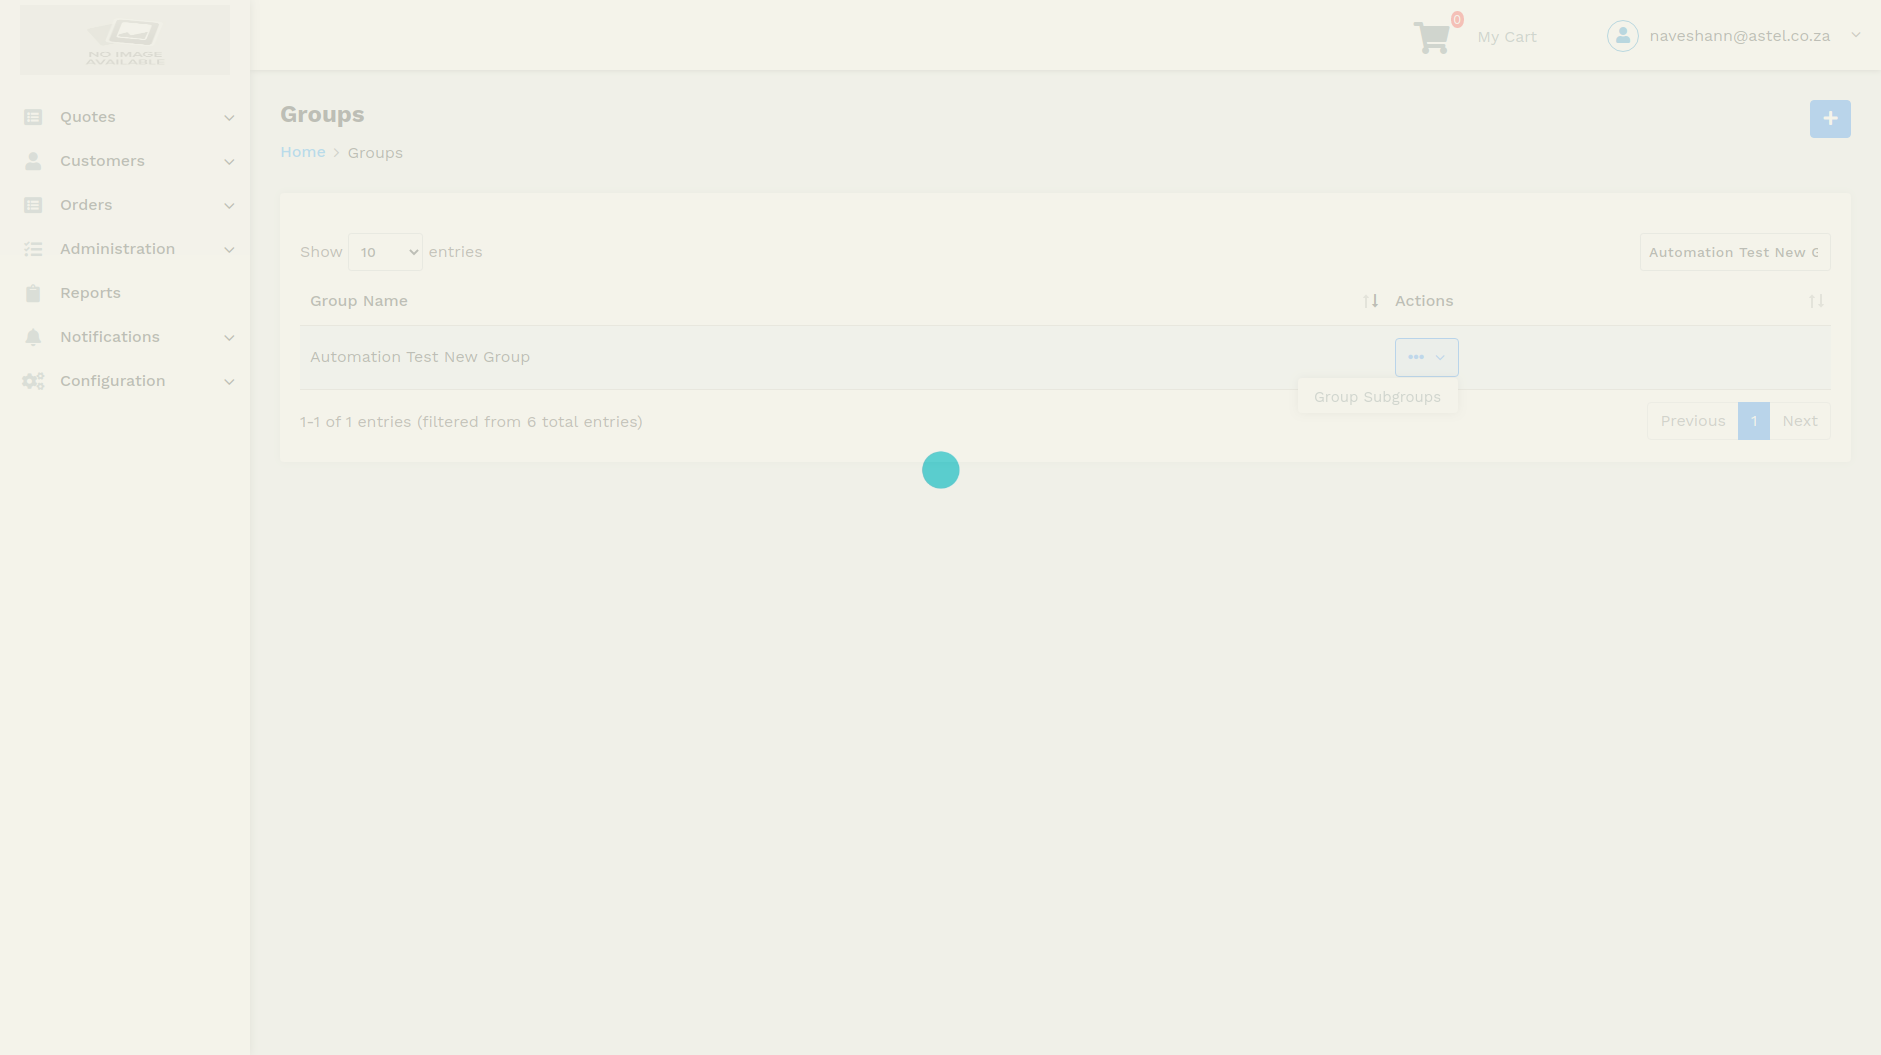 NO IMAGE
AVAILABLE
0
My Cart
naveshann@astel.co.za
Quotes
Customers
Orders
Administration
Reports
Notifications
Configuration
Groups
+
Home > Groups
Show 10 entries
Automation Test New G
Group Name
Actions
Automation Test New Group
Group Subgroups
1-1 of 1 entries (filtered from 6 total entries)
Previous 1 Next